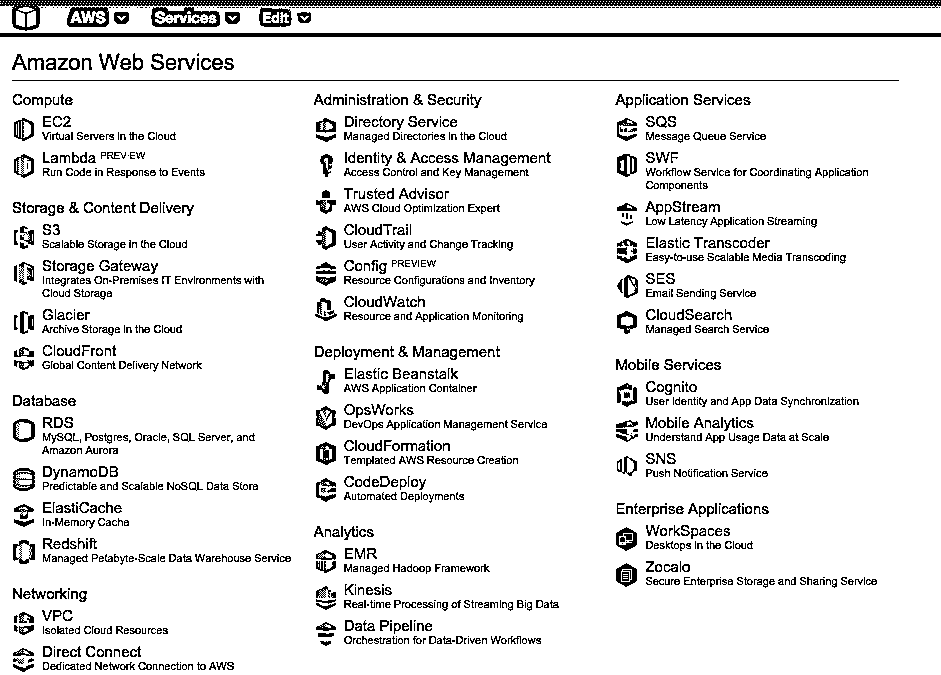 AWS Services Edit
Amazon Web Services
Compute
EC2
Virtual Servers in the Cloud
Lambda PREVIEW
Run Code in Response to Events
Storage & Content Delivery
S3
Scalable Storage in the Cloud
Storage Gateway
Integrates On-Premises IT Environments with
Cloud Storage
Glacier
Archive Storage in the Cloud
CloudFront
Global Content Delivery Network
Database
RDS
MySQL, Postgres, Oracle, SQL Server, and
Amazon Aurora
DynamoDB
Predictable and Scalable NoSQL Data Store
ElastiCache
In-Memory Cache
Redshift
Managed Petabyte-Scale Data Warehouse Service
Networking
VPC
Isolated Cloud Resources
Direct Connect
Dedicated Network Connection to AWS
Administration & Security
Directory Service
Managed Directories in the Cloud
Identity & Access Management
Access Control and Key Management
Trusted Advisor
AWS Cloud Optimization Expert
CloudTrail
User Activity and Change Tracking
Config PREVIEW
Resource Configurations and Inventory
CloudWatch
Resource and Application Monitoring
Deployment & Management
Elastic Beanstalk
AWS Application Container
OpsWorks
DevOps Application Management Service
CloudFormation
Templated AWS Resource Creation
CodeDeploy
Automated Deployments
Analytics
EMR
Managed Hadoop Framework
Kinesis
Real-time Processing of Streaming Big Data
Data Pipeline
Orchestration for Data-Driven Workflows
Application Services
SQS
Message Queue Service
SWF
Workflow Service for Coordinating Application
Components
AppStream
Low Latency Application Streaming
Elastic Transcoder
Easy-to-use Scalable Media Transcoding
SES
Email Sending Service
CloudSearch
Managed Search Service
Mobile Services
Cognito
User Identity and App Data Synchronization
Mobile Analytics
Understand App Usage Data at Scale
SNS
Push Notification Service
Enterprise Applications
WorkSpaces
Desktops in the Cloud
Zocalo
Secure Enterprise Storage and Sharing Service